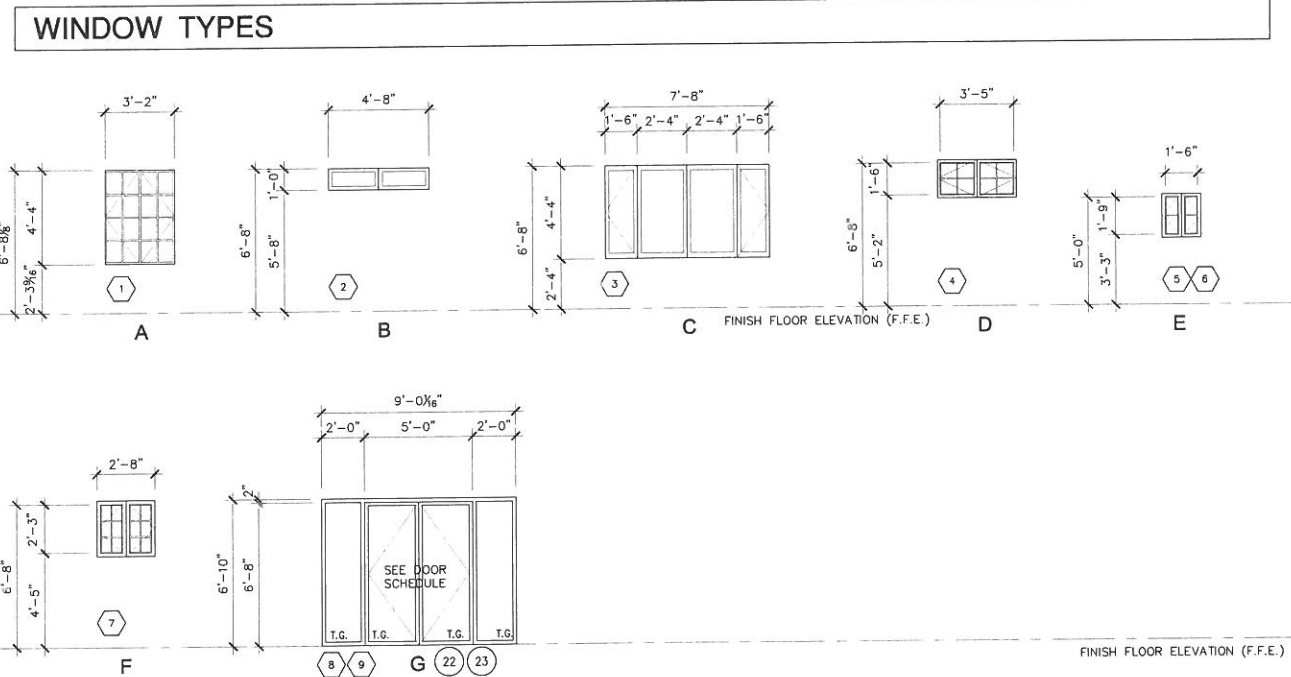 WINDOW TYPES
3'-2"
4'-8"
7'-8"
1'-6" 2'-4" 2'-4" 1'-6"
3'-5"
1'-6"
4'-4"
2'-3 9/16"
1
A
1'-0"
6'-8"
5'-8"
2
B
6'-8"
4'-4"
2'-4"
3
C
FINISH FLOOR ELEVATION (F.F.E.)
1'-6"
6'-8"
5'-2"
4
D
1'-9"
5'-0"
3'-3"
5 6
E
2'-8"
2'-3"
6'-8"
4'-5"
7
F
2'-0" 5'-0" 2'-0"
2"
6'-10"
6'-8"
SEE DOOR
SCHEDULE
T.G. T.G. T.G. T.G.
8 9 G 22 23
FINISH FLOOR ELEVATION (F.F.E.)